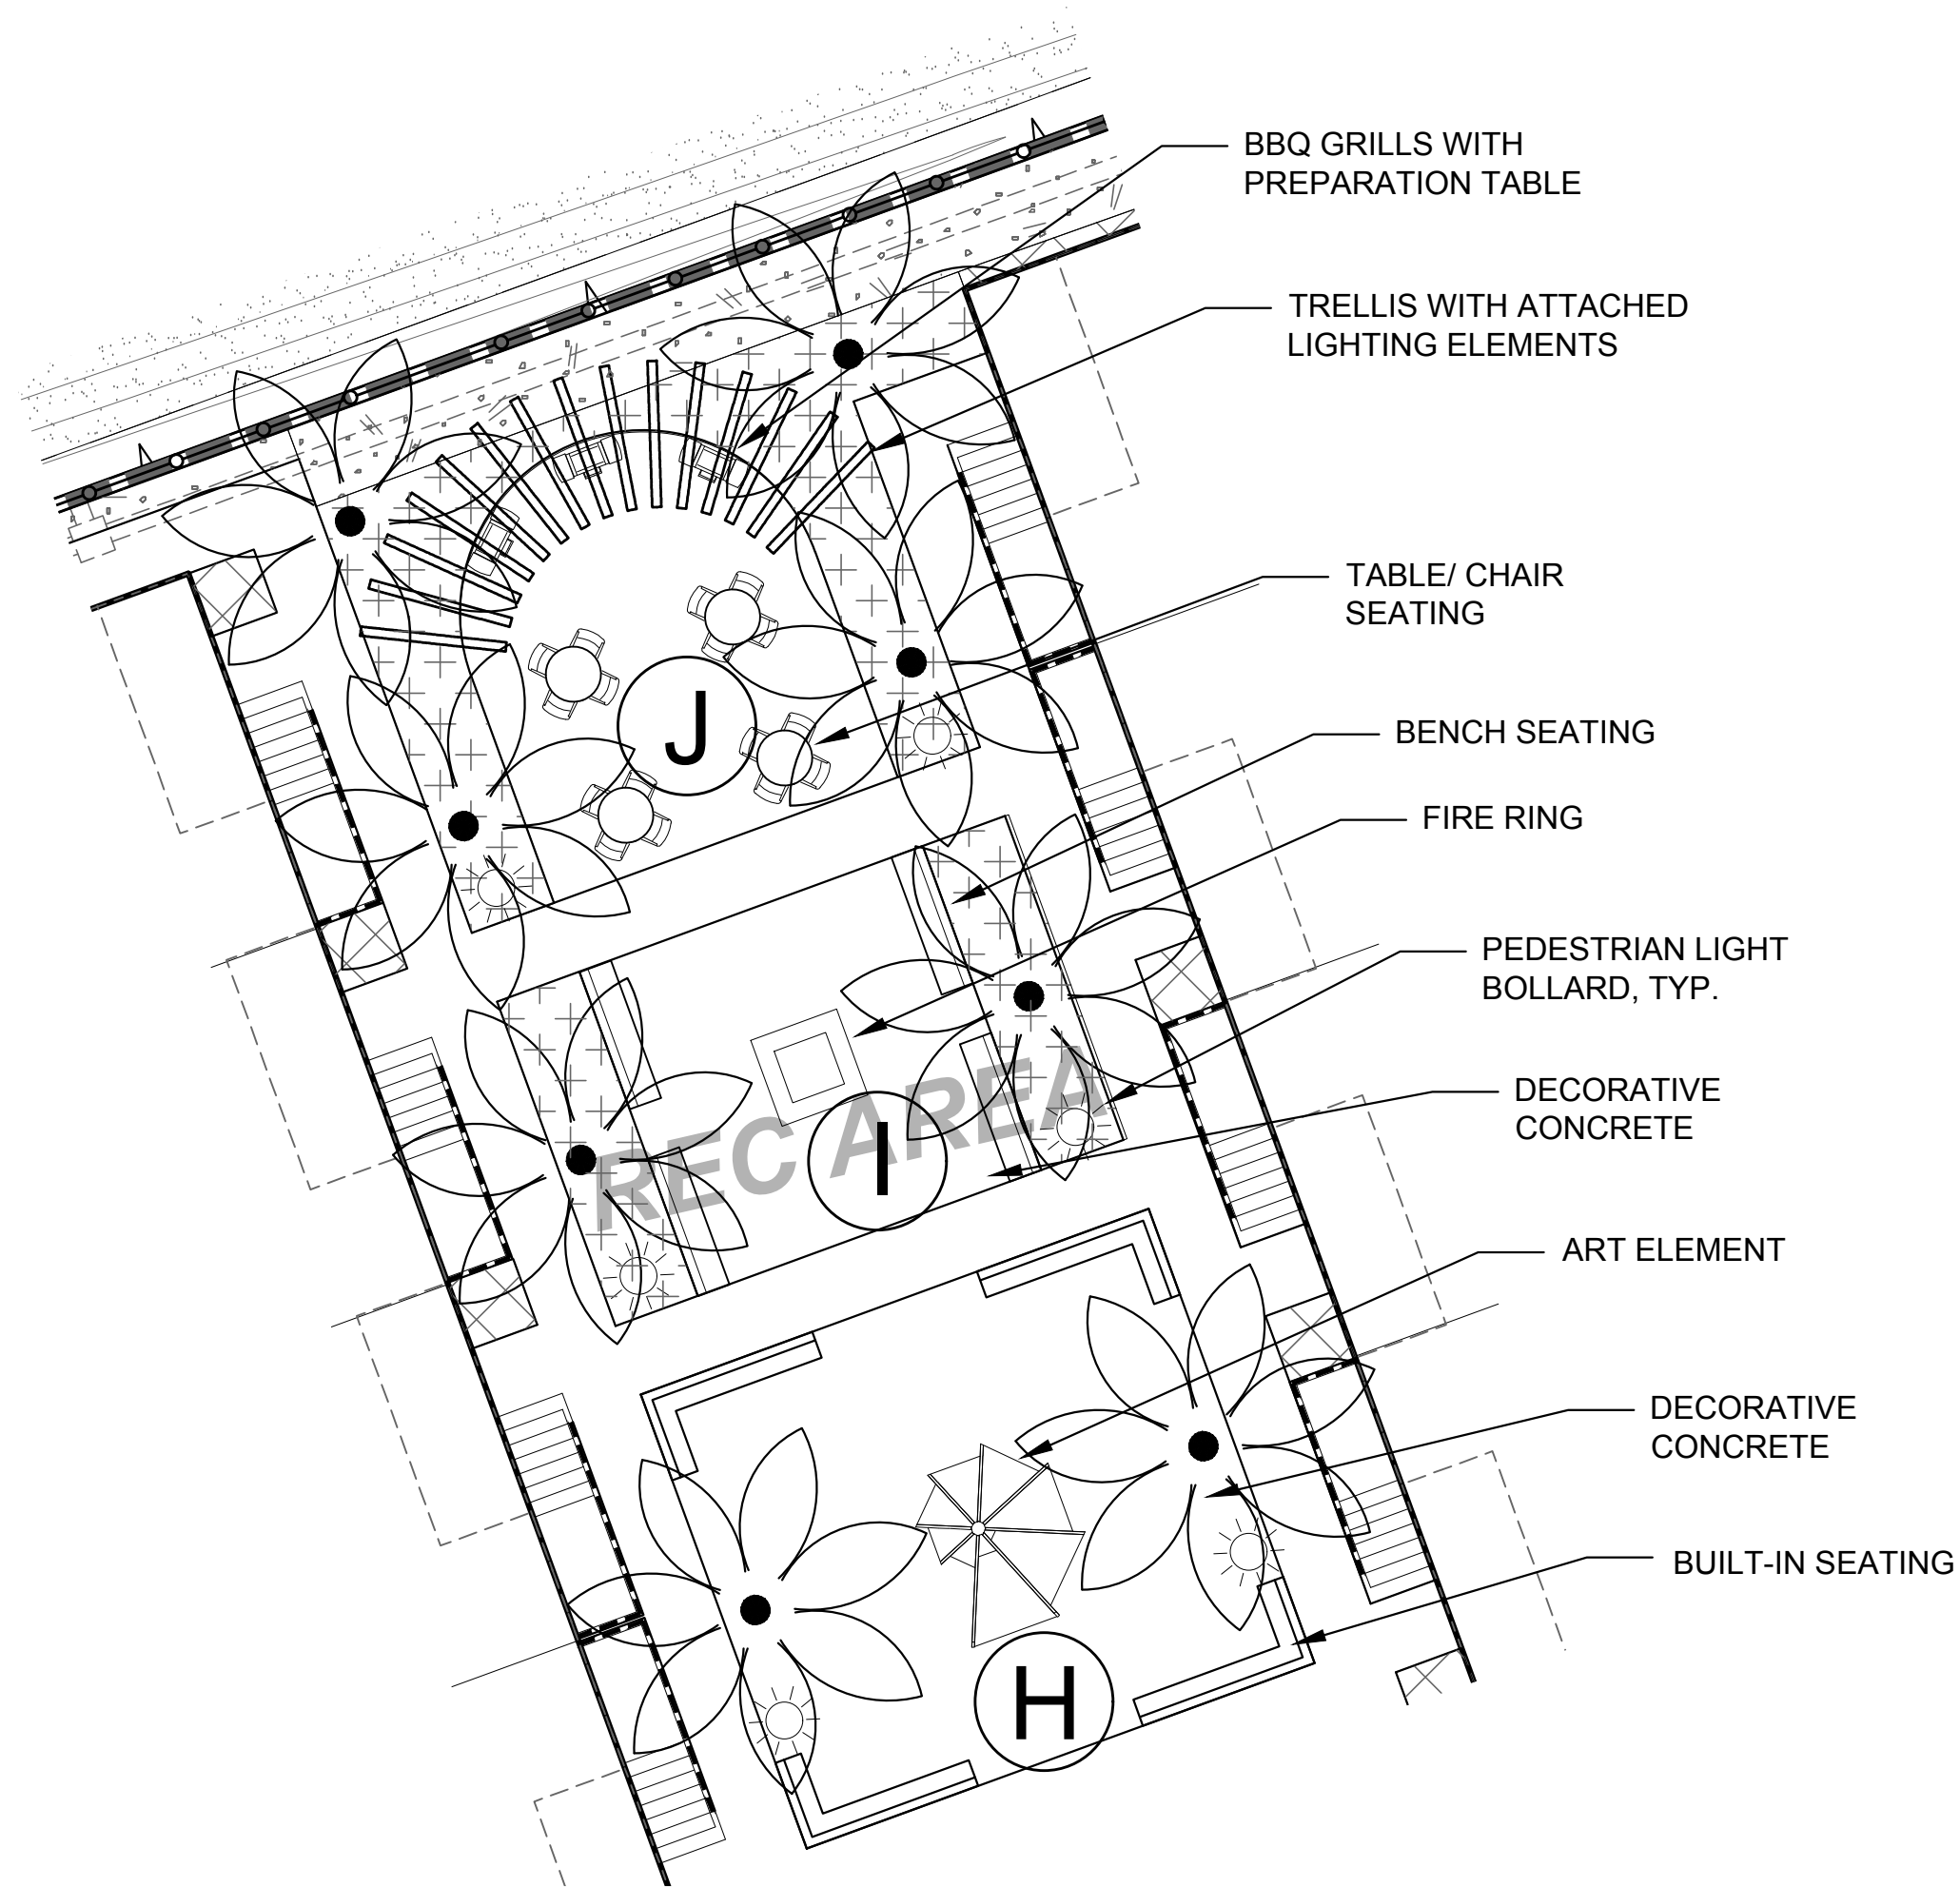 BBQ GRILLS WITH
PREPARATION TABLE
TRELLIS WITH ATTACHED
LIGHTING ELEMENTS
TABLE/ CHAIR
SEATING
J
BENCH SEATING
FIRE RING
PEDESTRIAN LIGHT
BOLLARD, TYP.
REC AREA
I
DECORATIVE
CONCRETE
ART ELEMENT
DECORATIVE
CONCRETE
BUILT-IN SEATING
H